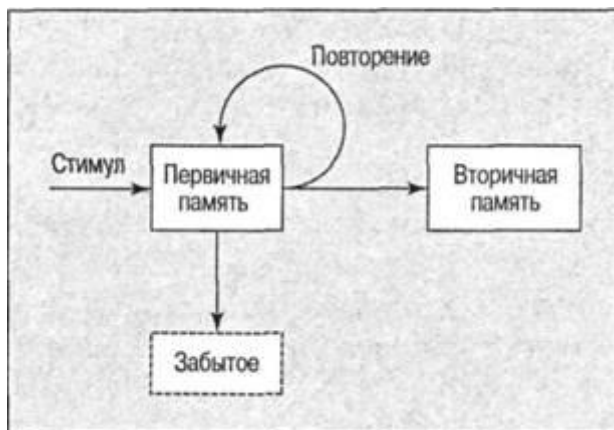 Повторение
Стимул
Первичная
память
Вторичная
память
Забытое